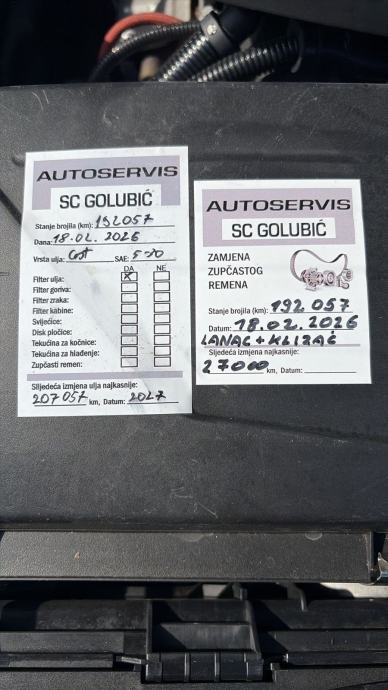 AUTOSERVIS
SC GOLUBIĆ
Stanje brojila (km): 192057
Dana: 18.02. 2026
Vrsta ulja: SAE: 5-30
DA NE
Filter ulja: X
Filter goriva:
Filter zraka:
Filter kabine:
Svijećice:
Disk pločice:
Tekućina za kočnice:
Tekućina za hlađenje:
Zupčasti remen:
Slijedeća izmjena ulja najkasnije:
207057 km, Datum: 2027
AUTOSERVIS
SC GOLUBIĆ
ZAMJENA
ZUPČASTOG
REMENA
Stanje brojila (km): 192 057
Datum: 18.02. 2026
LANAC + KLIZAČ
Sljedeća izmjena najkasnije:
27000 km, Datum: